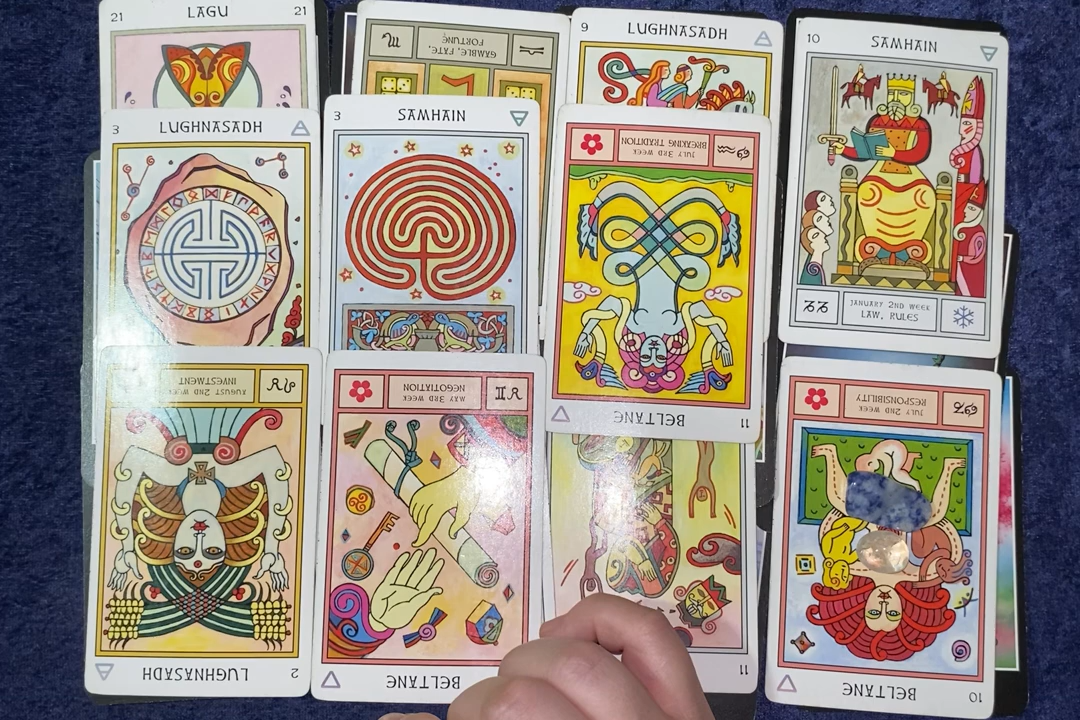 21 LAGU 21
GAMBLE, FATE,
FORTUNE
9 LUGHNASADH
10 SAMHAIN
3 LUGHNASADH
3 SAMHAIN
JULY 3RD WEEK
BREAKING TRADITION
BELTANE 11
JANUARY 2ND WEEK
LAW, RULES
AUGUST 2ND WEEK
INVESTMENT
LUGHNASADH 2
MAY 3RD WEEK
NEGOTIATION
BELTANE
11
JULY 2ND WEEK
RESPONSIBILITY
BELTANE 10